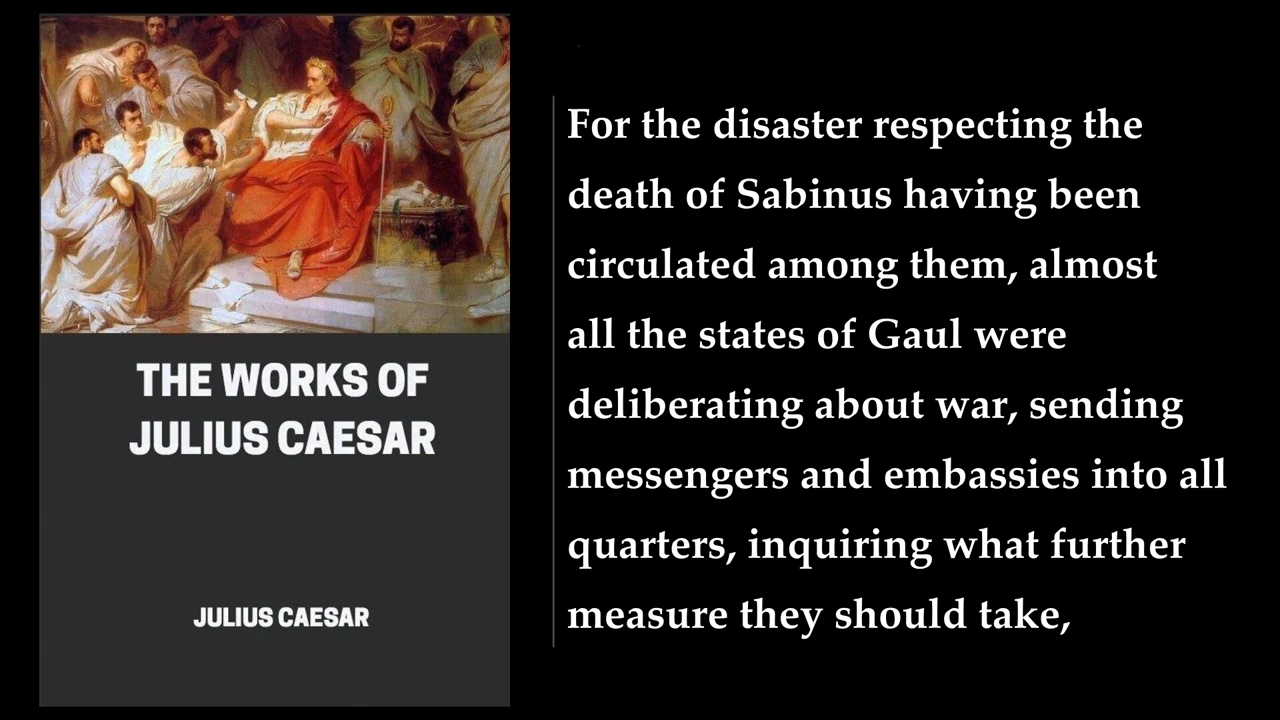 THE WORKS OF
JULIUS CAESAR
JULIUS CAESAR
For the disaster respecting the
death of Sabinus having been
circulated among them, almost
all the states of Gaul were
deliberating about war, sending
messengers and embassies into all
quarters, inquiring what further
measure they should take,